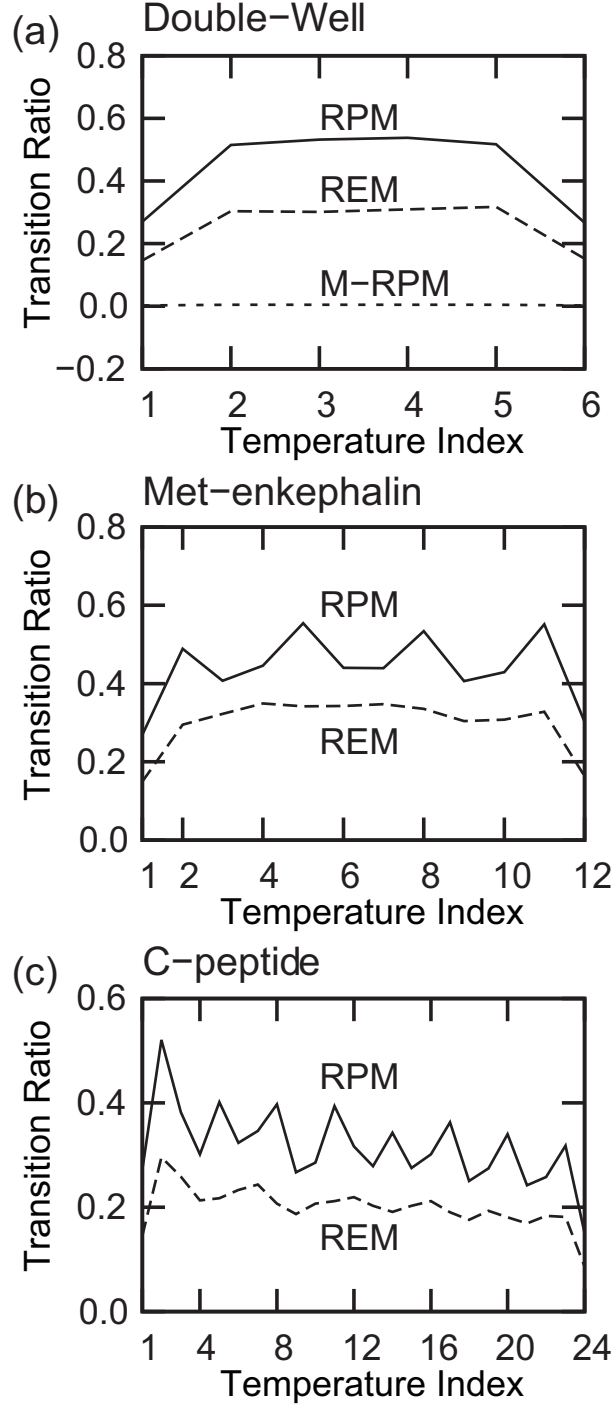 (a) Double−Well
Transition Ratio
0.8
0.6
0.4
0.2
0.0
−0.2
RPM
REM
M−RPM
1 2 3 4 5 6
Temperature Index
(b) Met−enkephalin
Transition Ratio
0.8
0.6
0.4
0.2
0.0
RPM
REM
1 2 4 6 8 10 12
Temperature Index
(c) C−peptide
Transition Ratio
0.6
0.4
0.2
0.0
RPM
REM
1 4 8 12 16 20 24
Temperature Index